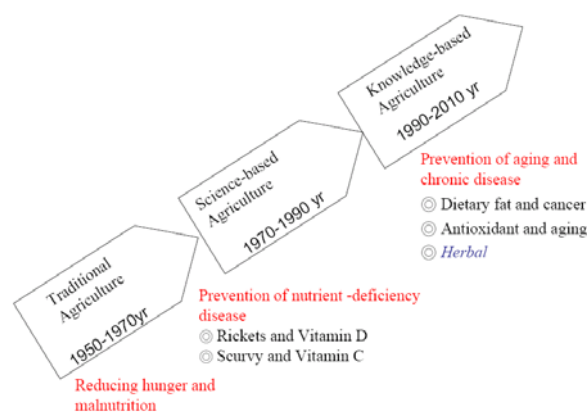 Traditional
Agriculture
1950-1970yr
Reducing hunger and
malnutrition
Science-based
Agriculture
1970-1990 yr
Prevention of nutrient -deficiency
disease
◎ Rickets and Vitamin D
◎ Scurvy and Vitamin C
Knowledge-based
Agriculture
1990-2010 yr
Prevention of aging and
chronic disease
◎ Dietary fat and cancer
◎ Antioxidant and aging
◎ Herbal